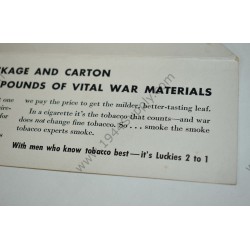 KAGE AND CARTON
POUNDS OF VITAL WAR MATERIALS
one we pay the price to get the milder, better-tasting leaf.
In a cigarette it's the tobacco that counts—and war
does not change fine tobacco. So . . . smoke the smoke
tobacco experts smoke.
With men who know tobacco best—it's Luckies 2 to 1